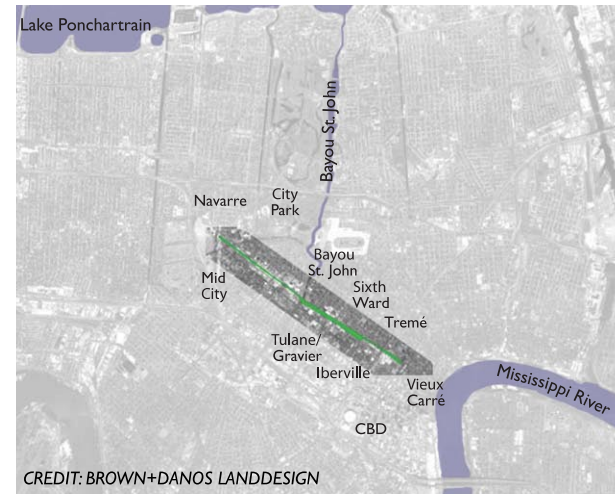 Lake Ponchartrain
Bayou St. John
Navarre
City
Park
Bayou
St. John
Mid
City
Sixth
Ward
Tremé
Tulane/
Gravier
Iberville
Vieux
Carré
Mississippi River
CBD
CREDIT: BROWN+DANOS LANDDESIGN